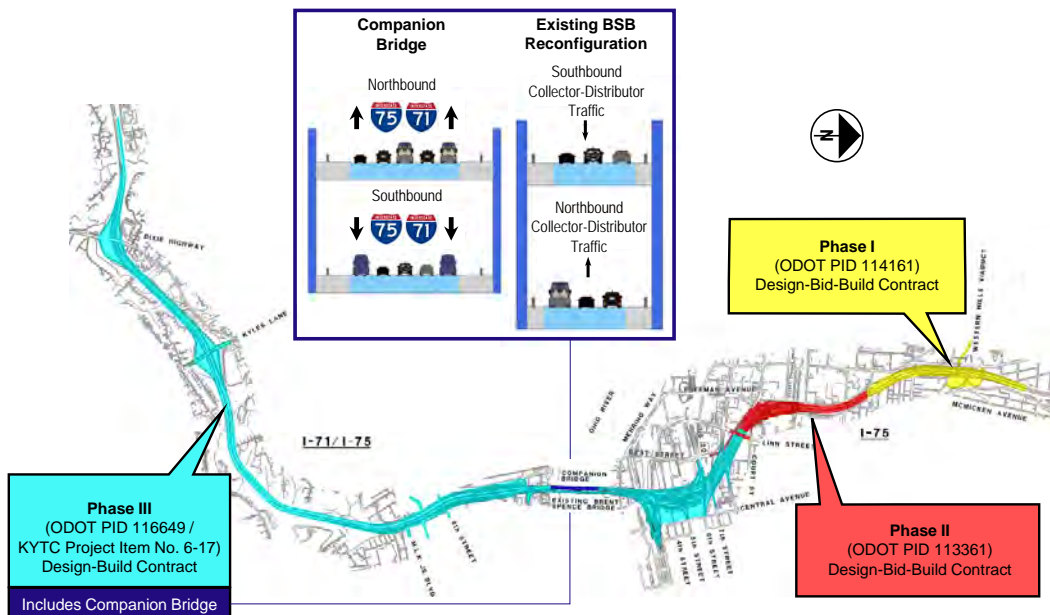 Companion
Bridge
Northbound
INTERSTATE
75
INTERSTATE
71
Southbound
INTERSTATE
75
INTERSTATE
71
Existing BSB
Reconfiguration
Southbound
Collector-Distributor
Traffic
Northbound
Collector-Distributor
Traffic
N
Phase I
(ODOT PID 114161)
Design-Bid-Build Contract
WESTERN HILLS VIADUCT
MCMICKEN AVENUE
DIXIE HIGHWAY
KYLES LANE
I-71/I-75
OHIO RIVER
MEHRING WAY
FREEMAN AVENUE
LINN STREET
I-75
COURT ST
CENTRAL AVENUE
COMPANION
BRIDGE
EXISTING BRENT
SPENCE BRIDGE
4TH STREET
5TH STREET
6TH STREET
7TH STREET
M.L.K JR BLVD
4TH STREET
Phase III
(ODOT PID 116649 /
KYTC Project Item No. 6-17)
Design-Build Contract
Includes Companion Bridge
Phase II
(ODOT PID 113361)
Design-Bid-Build Contract